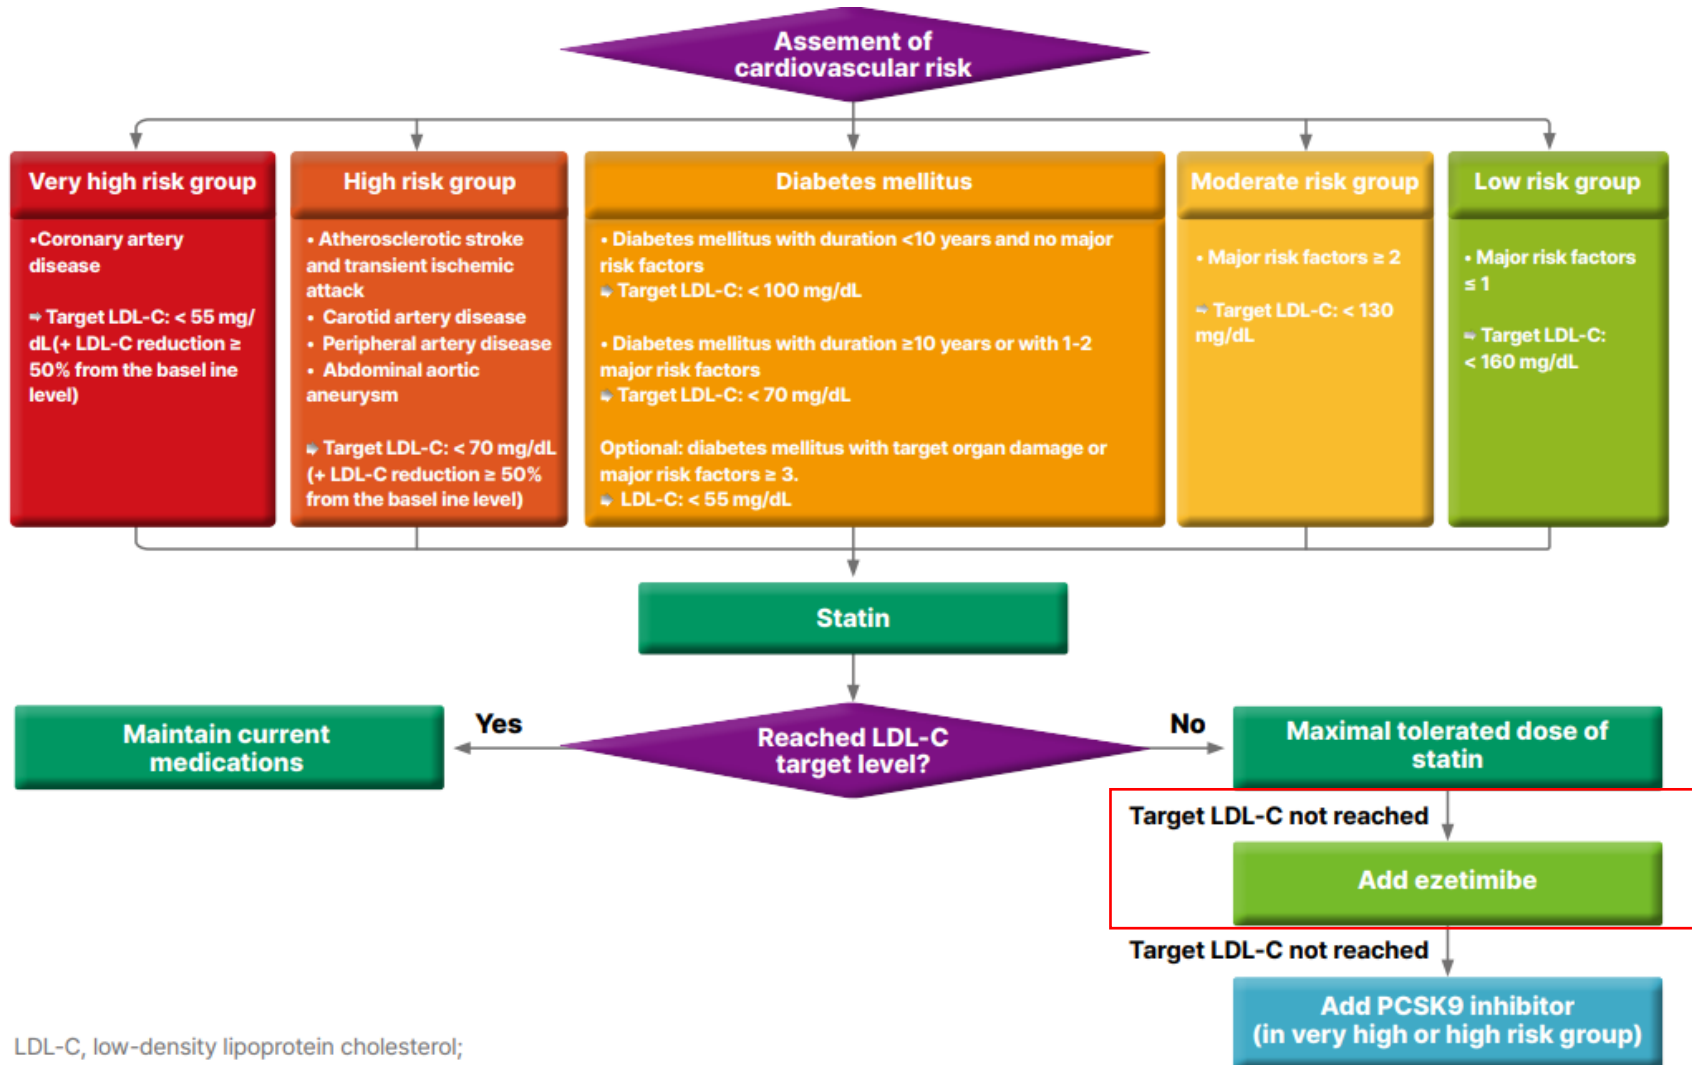 Assement of
cardiovascular risk
Very high risk group
•Coronary artery
disease
⇒ Target LDL-C: < 55 mg/
dL(+ LDL-C reduction ≥
50% from the basel ine
level)
High risk group
• Atherosclerotic stroke
and transient ischemic
attack
• Carotid artery disease
• Peripheral artery disease
• Abdominal aortic
aneurysm
⇒ Target LDL-C: < 70 mg/dL
(+ LDL-C reduction ≥ 50%
from the basel ine level)
Diabetes mellitus
• Diabetes mellitus with duration <10 years and no major
risk factors
⇒ Target LDL-C: < 100 mg/dL
• Diabetes mellitus with duration ≥10 years or with 1-2
major risk factors
⇒ Target LDL-C: < 70 mg/dL
Optional: diabetes mellitus with target organ damage or
major risk factors ≥ 3.
⇒ LDL-C: < 55 mg/dL
Moderate risk group
• Major risk factors ≥ 2
⇒ Target LDL-C: < 130
mg/dL
Low risk group
• Major risk factors
≤ 1
⇒ Target LDL-C:
< 160 mg/dL
Statin
Reached LDL-C
target level?
Yes
Maintain current
medications
No
Maximal tolerated dose of
statin
Target LDL-C not reached
Add ezetimibe
Target LDL-C not reached
Add PCSK9 inhibitor
(in very high or high risk group)
LDL-C, low-density lipoprotein cholesterol;